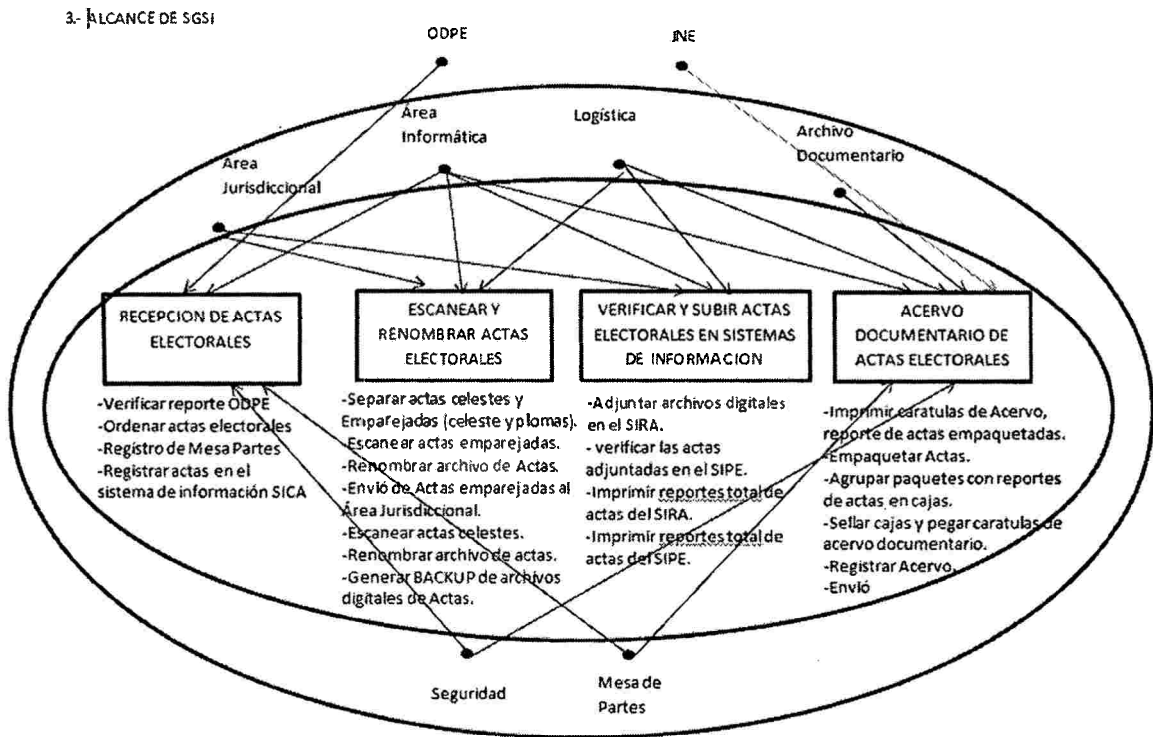 3.- ALCANCE DE SGSI
ODPE
JNE
Área
Informática
Logística
Archivo
Documentario
Area
Jurisdiccional
RECEPCION DE ACTAS
ELECTORALES
-Verificar reporte ODPE
-Ordenar actas electorales
-Registro de Mesa Partes
-Registrar actas en el
sistema de información SICA
ESCANEAR Y
RENOMBRAR ACTAS
ELECTORALES
-Separar actas celestes y
Emparejadas (celeste y plomas).
-Escanear actas emparejadas.
-Renombrar archivo de Actas.
-Envió de Actas emparejadas al
Área Jurisdiccional.
-Escanear actas celestes.
-Renombrar archivo de actas.
-Generar BACKUP de archivos
digitales de Actas.
VERIFICAR Y SUBIR ACTAS
ELECTORALES EN SISTEMAS
DE INFORMACION
-Adjuntar archivos digitales
en el SIRA.
- verificar las actas
adjuntadas en el SIPE.
-Imprimir reportes total de
actas del SIRA.
-Imprimir reportes total de
actas del SIPE.
ACERVO
DOCUMENTARIO DE
ACTAS ELECTORALES
-Imprimir caratulas de Acervo,
reporte de actas empaquetadas.
-Empaquetar Actas.
-Agrupar paquetes con reportes
de actas en cajas.
-Sellar cajas y pegar caratulas de
acervo documentario.
-Registrar Acervo.
-Envió
Seguridad
Mesa de
Partes